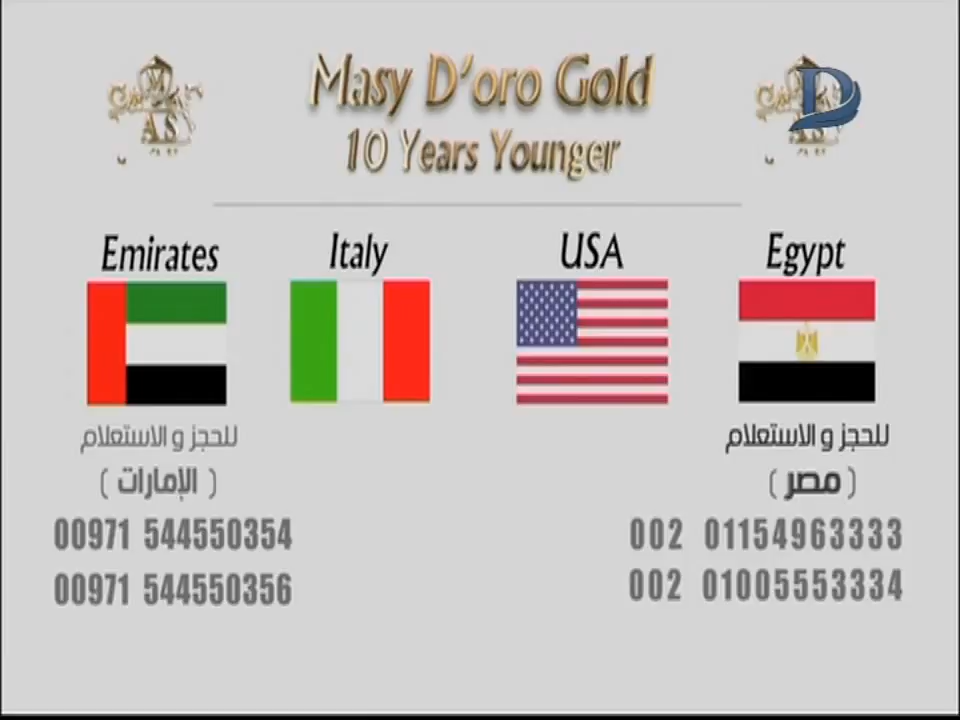 Masy D'oro Gold
10 Years Younger
AS
D
Emirates Italy USA Egypt
للحجز و الاستعلام
( الإمارات )
00971 544550354
00971 544550356
للحجز و الاستعلام
( مصر )
002 01154963333
002 01005553334